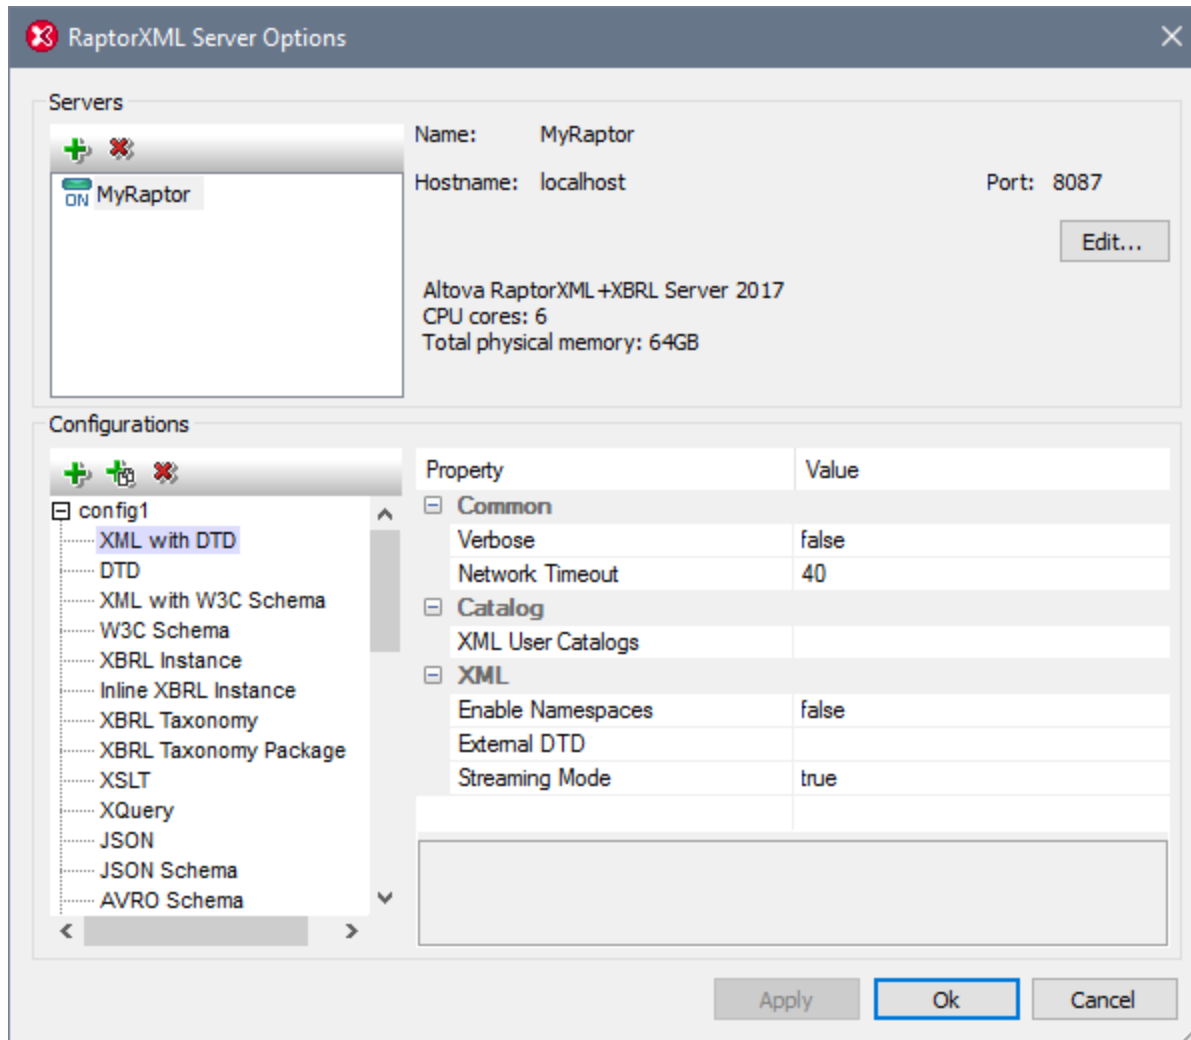 RaptorXML Server Options
Servers
Name: MyRaptor
ON MyRaptor
Hostname: localhost Port: 8087
Edit...
Altova RaptorXML+XBRL Server 2017
CPU cores: 6
Total physical memory: 64GB
Configurations
config1
XML with DTD
DTD
XML with W3C Schema
W3C Schema
XBRL Instance
Inline XBRL Instance
XBRL Taxonomy
XBRL Taxonomy Package
XSLT
XQuery
JSON
JSON Schema
AVRO Schema
Property Value
Common
Verbose false
Network Timeout 40
Catalog
XML User Catalogs
XML
Enable Namespaces false
External DTD
Streaming Mode true
Apply Ok Cancel